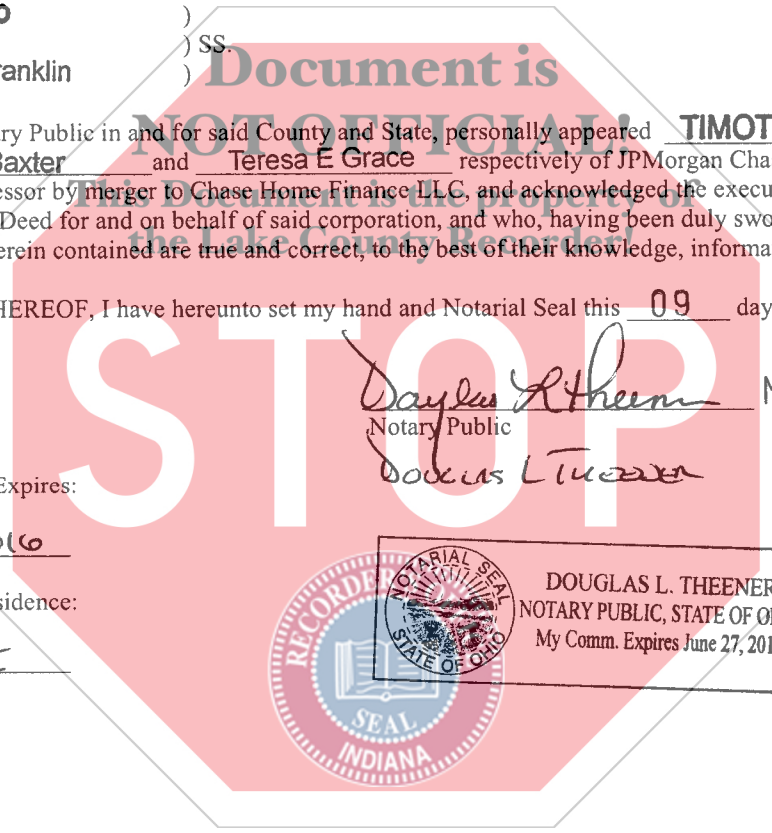 o )
) SS.
ranklin )
Document is
NOT OFFICIAL!
ry Public in and for said County and State, personally appeared TIMOT
Baxter and Teresa E Grace respectively of JPMorgan Cha
essor by merger to Chase Home Finance LLC, and acknowledged the execu
This Document is the property of
Deed for and on behalf of said corporation, and who, having been duly swo
the Lake County Recorder!
erein contained are true and correct, to the best of their knowledge, informa
HEREOF, I have hereunto set my hand and Notarial Seal this 09 day
STOP
N
Notary Public
Expires:
016
sidence:
NOTARIAL SEAL
STATE OF OHIO
DOUGLAS L. THEENER
NOTARY PUBLIC, STATE OF O
My Comm. Expires June 27, 201
RECORDER
SEAL
INDIANA